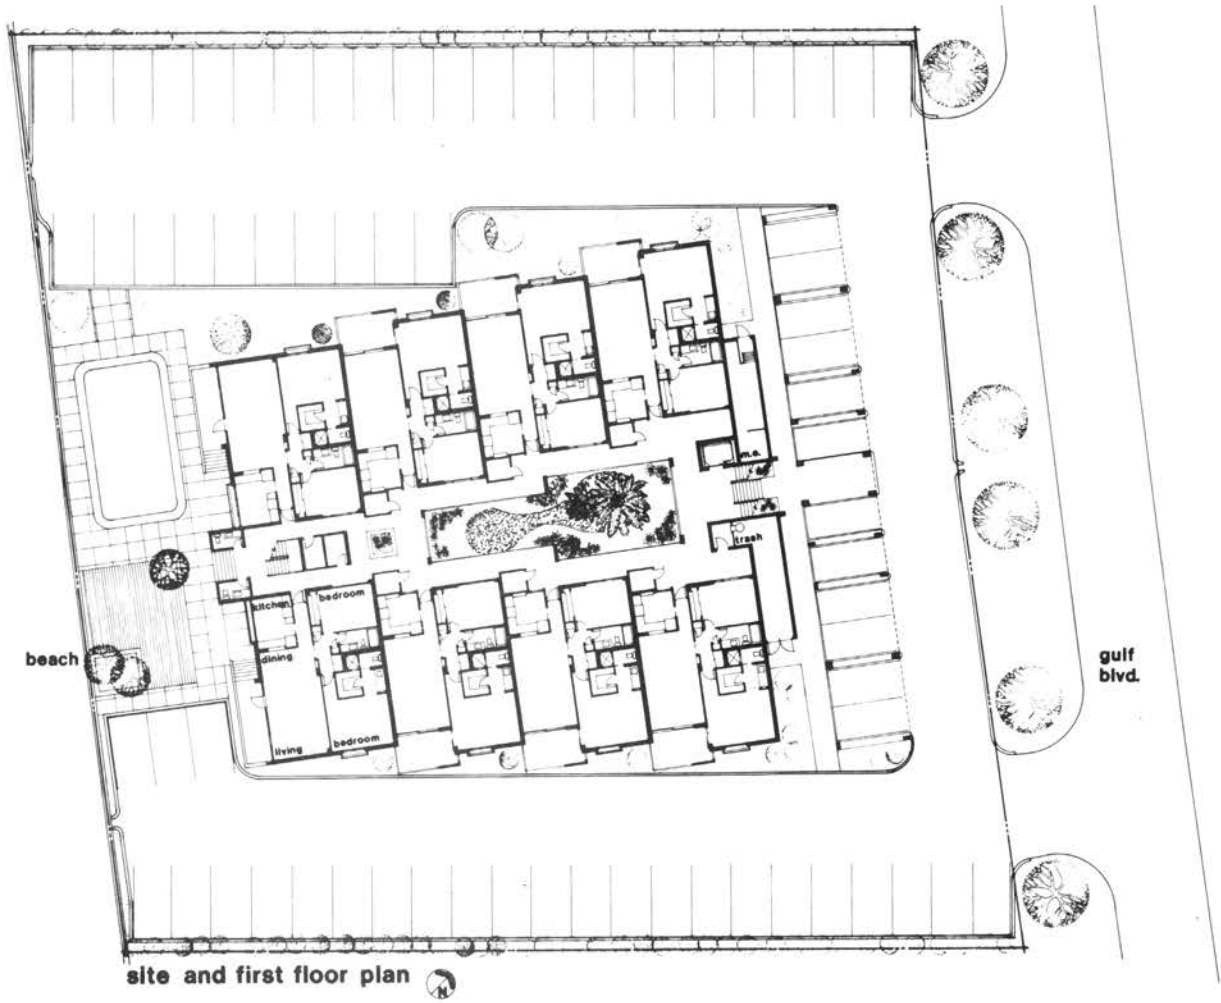 m.e.
trash
kitchen
bedroom
beach
dining
gulf
blvd.
living
bedroom
site and first floor plan
N